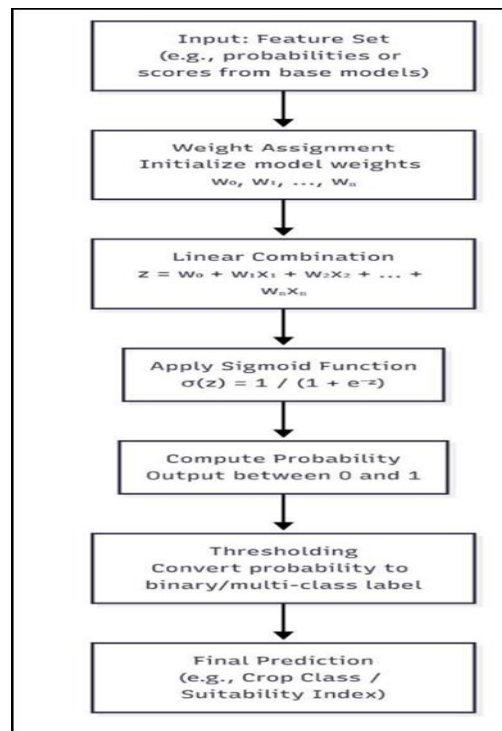 Input: Feature Set
(e.g., probabilities or
scores from base models)
Weight Assignment
Initialize model weights
w₀, w₁, ..., wₙ
Linear Combination
z = w₀ + w₁x₁ + w₂x₂ + ... +
wₙxₙ
Apply Sigmoid Function
σ(z) = 1 / (1 + e⁻ᶻ)
Compute Probability
Output between 0 and 1
Thresholding
Convert probability to
binary/multi-class label
Final Prediction
(e.g., Crop Class /
Suitability Index)